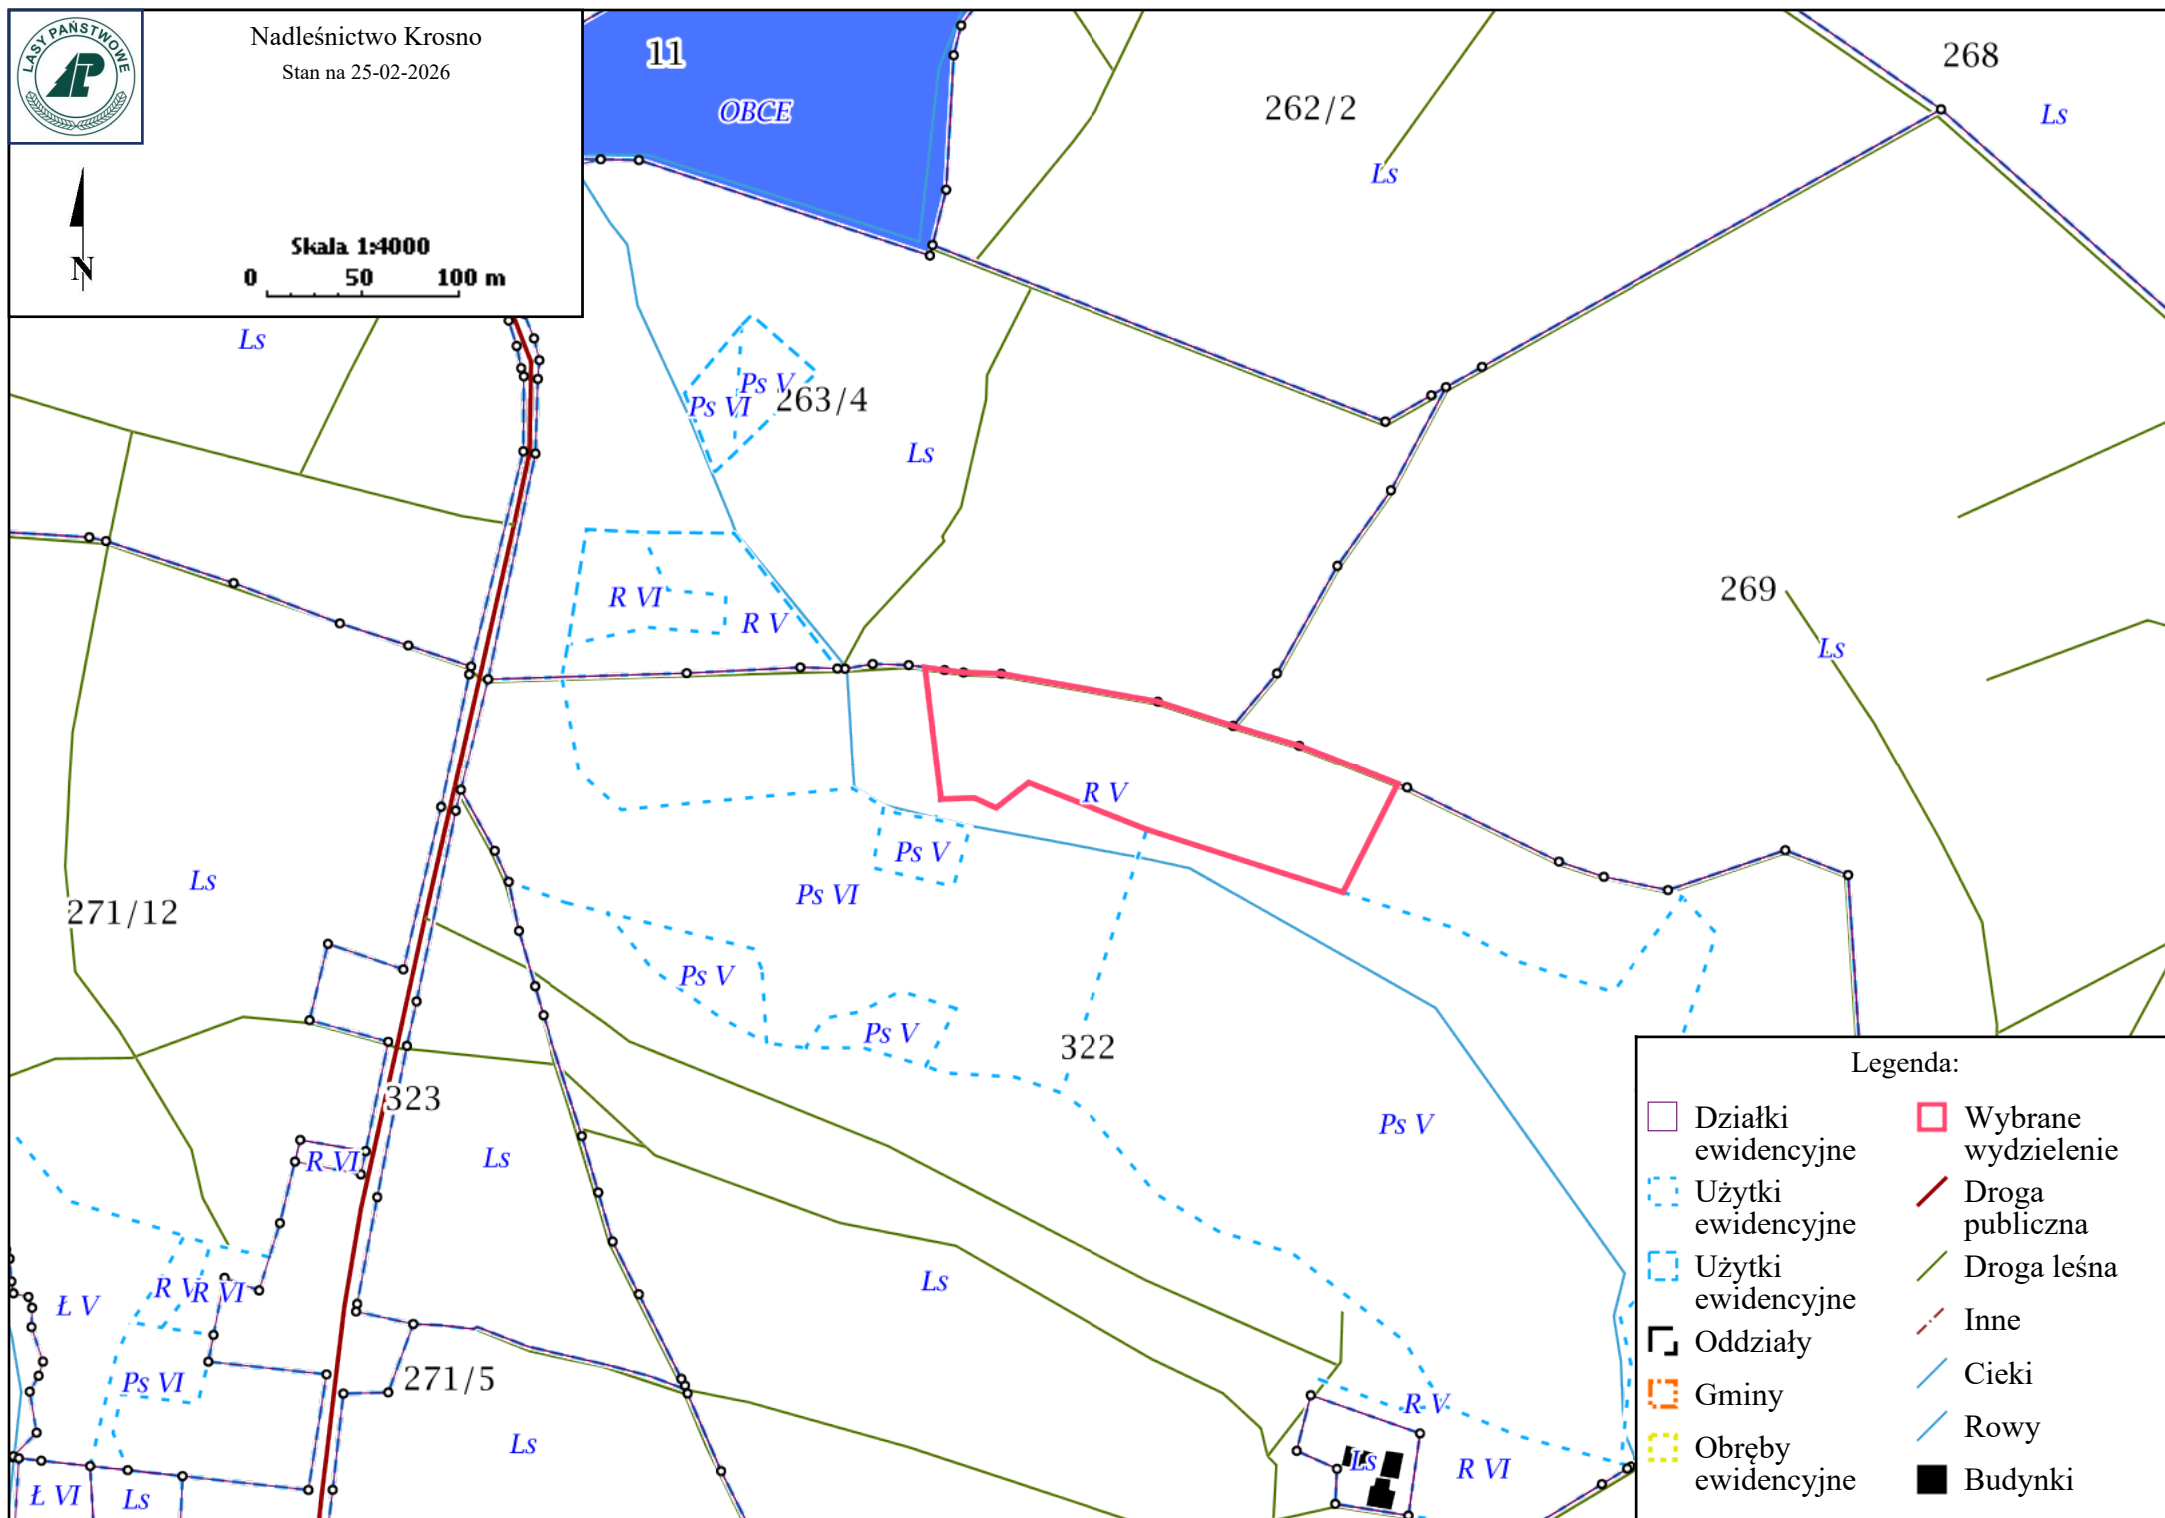 LASY PAŃSTWOWE
Nadleśnictwo Krosno
Stan na 25-02-2026
N
Skala 1:4000
0 50 100 m
11
OBCE
262/2
Ls
268
Ls
Ls
Ps V
Ps VI
263/4
Ls
R VI
R V
269
Ls
R V
Ps V
Ps VI
Ls
271/12
Ps V
Ps V
322
323
Ps V
R VI
Ls
R V
R VI
Ł V
Ls
Ps VI
271/5
R V
Ls
Ls
R VI
Ł VI
Ls
Legenda:
Działki
ewidencyjne
Użytki
ewidencyjne
Użytki
ewidencyjne
Oddziały
Gminy
Obręby
ewidencyjne
Wybrane
wydzielenie
Droga
publiczna
Droga leśna
Inne
Cieki
Rowy
Budynki